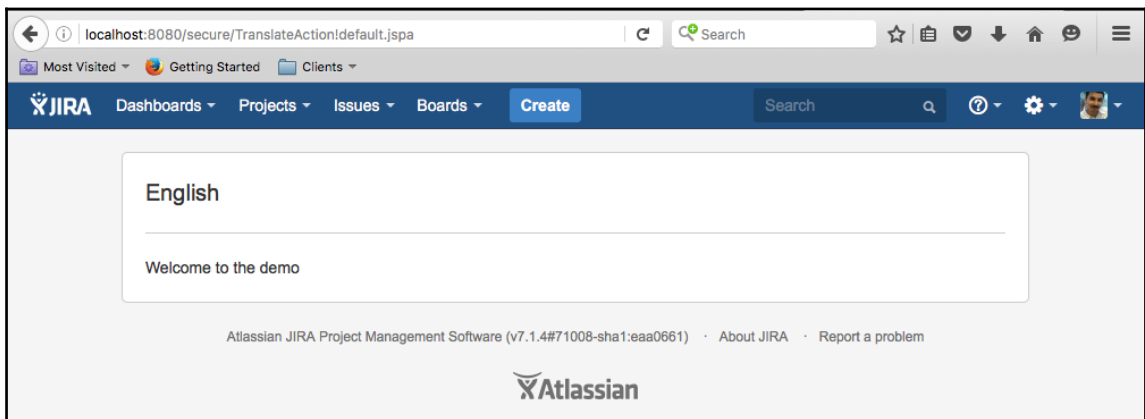 localhost:8080/secure/TranslateAction!default.jspa Search
Most Visited Getting Started Clients
JIRA Dashboards Projects Issues Boards Create Search
English
Welcome to the demo
Atlassian JIRA Project Management Software (v7.1.4#71008-sha1:eaa0661) · About JIRA · Report a problem
Atlassian